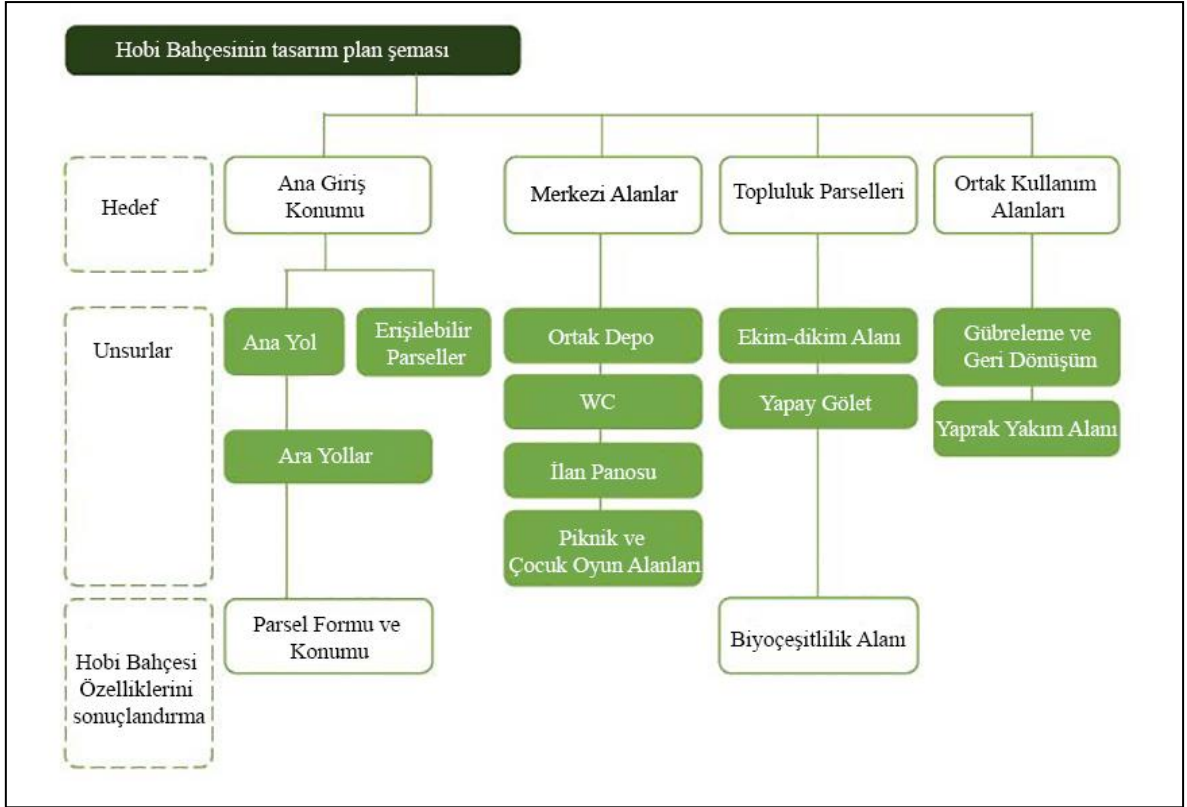 Hobi Bahçesinin tasarım plan şeması
Hedef
Ana Giriş
Konumu
Merkezi Alanlar
Topluluk Parselleri
Ortak Kullanım
Alanları
Unsurlar
Ana Yol
Erişilebilir
Parseller
Ortak Depo
Ekim-dikim Alanı
Gübreleme ve
Geri Dönüşüm
WC
Yapay Gölet
Yaprak Yakım Alanı
Ara Yollar
İlan Panosu
Piknik ve
Çocuk Oyun Alanları
Hobi Bahçesi
Özelliklerini
sonuçlandırma
Parsel Formu ve
Konumu
Biyoçeşitlilik Alanı